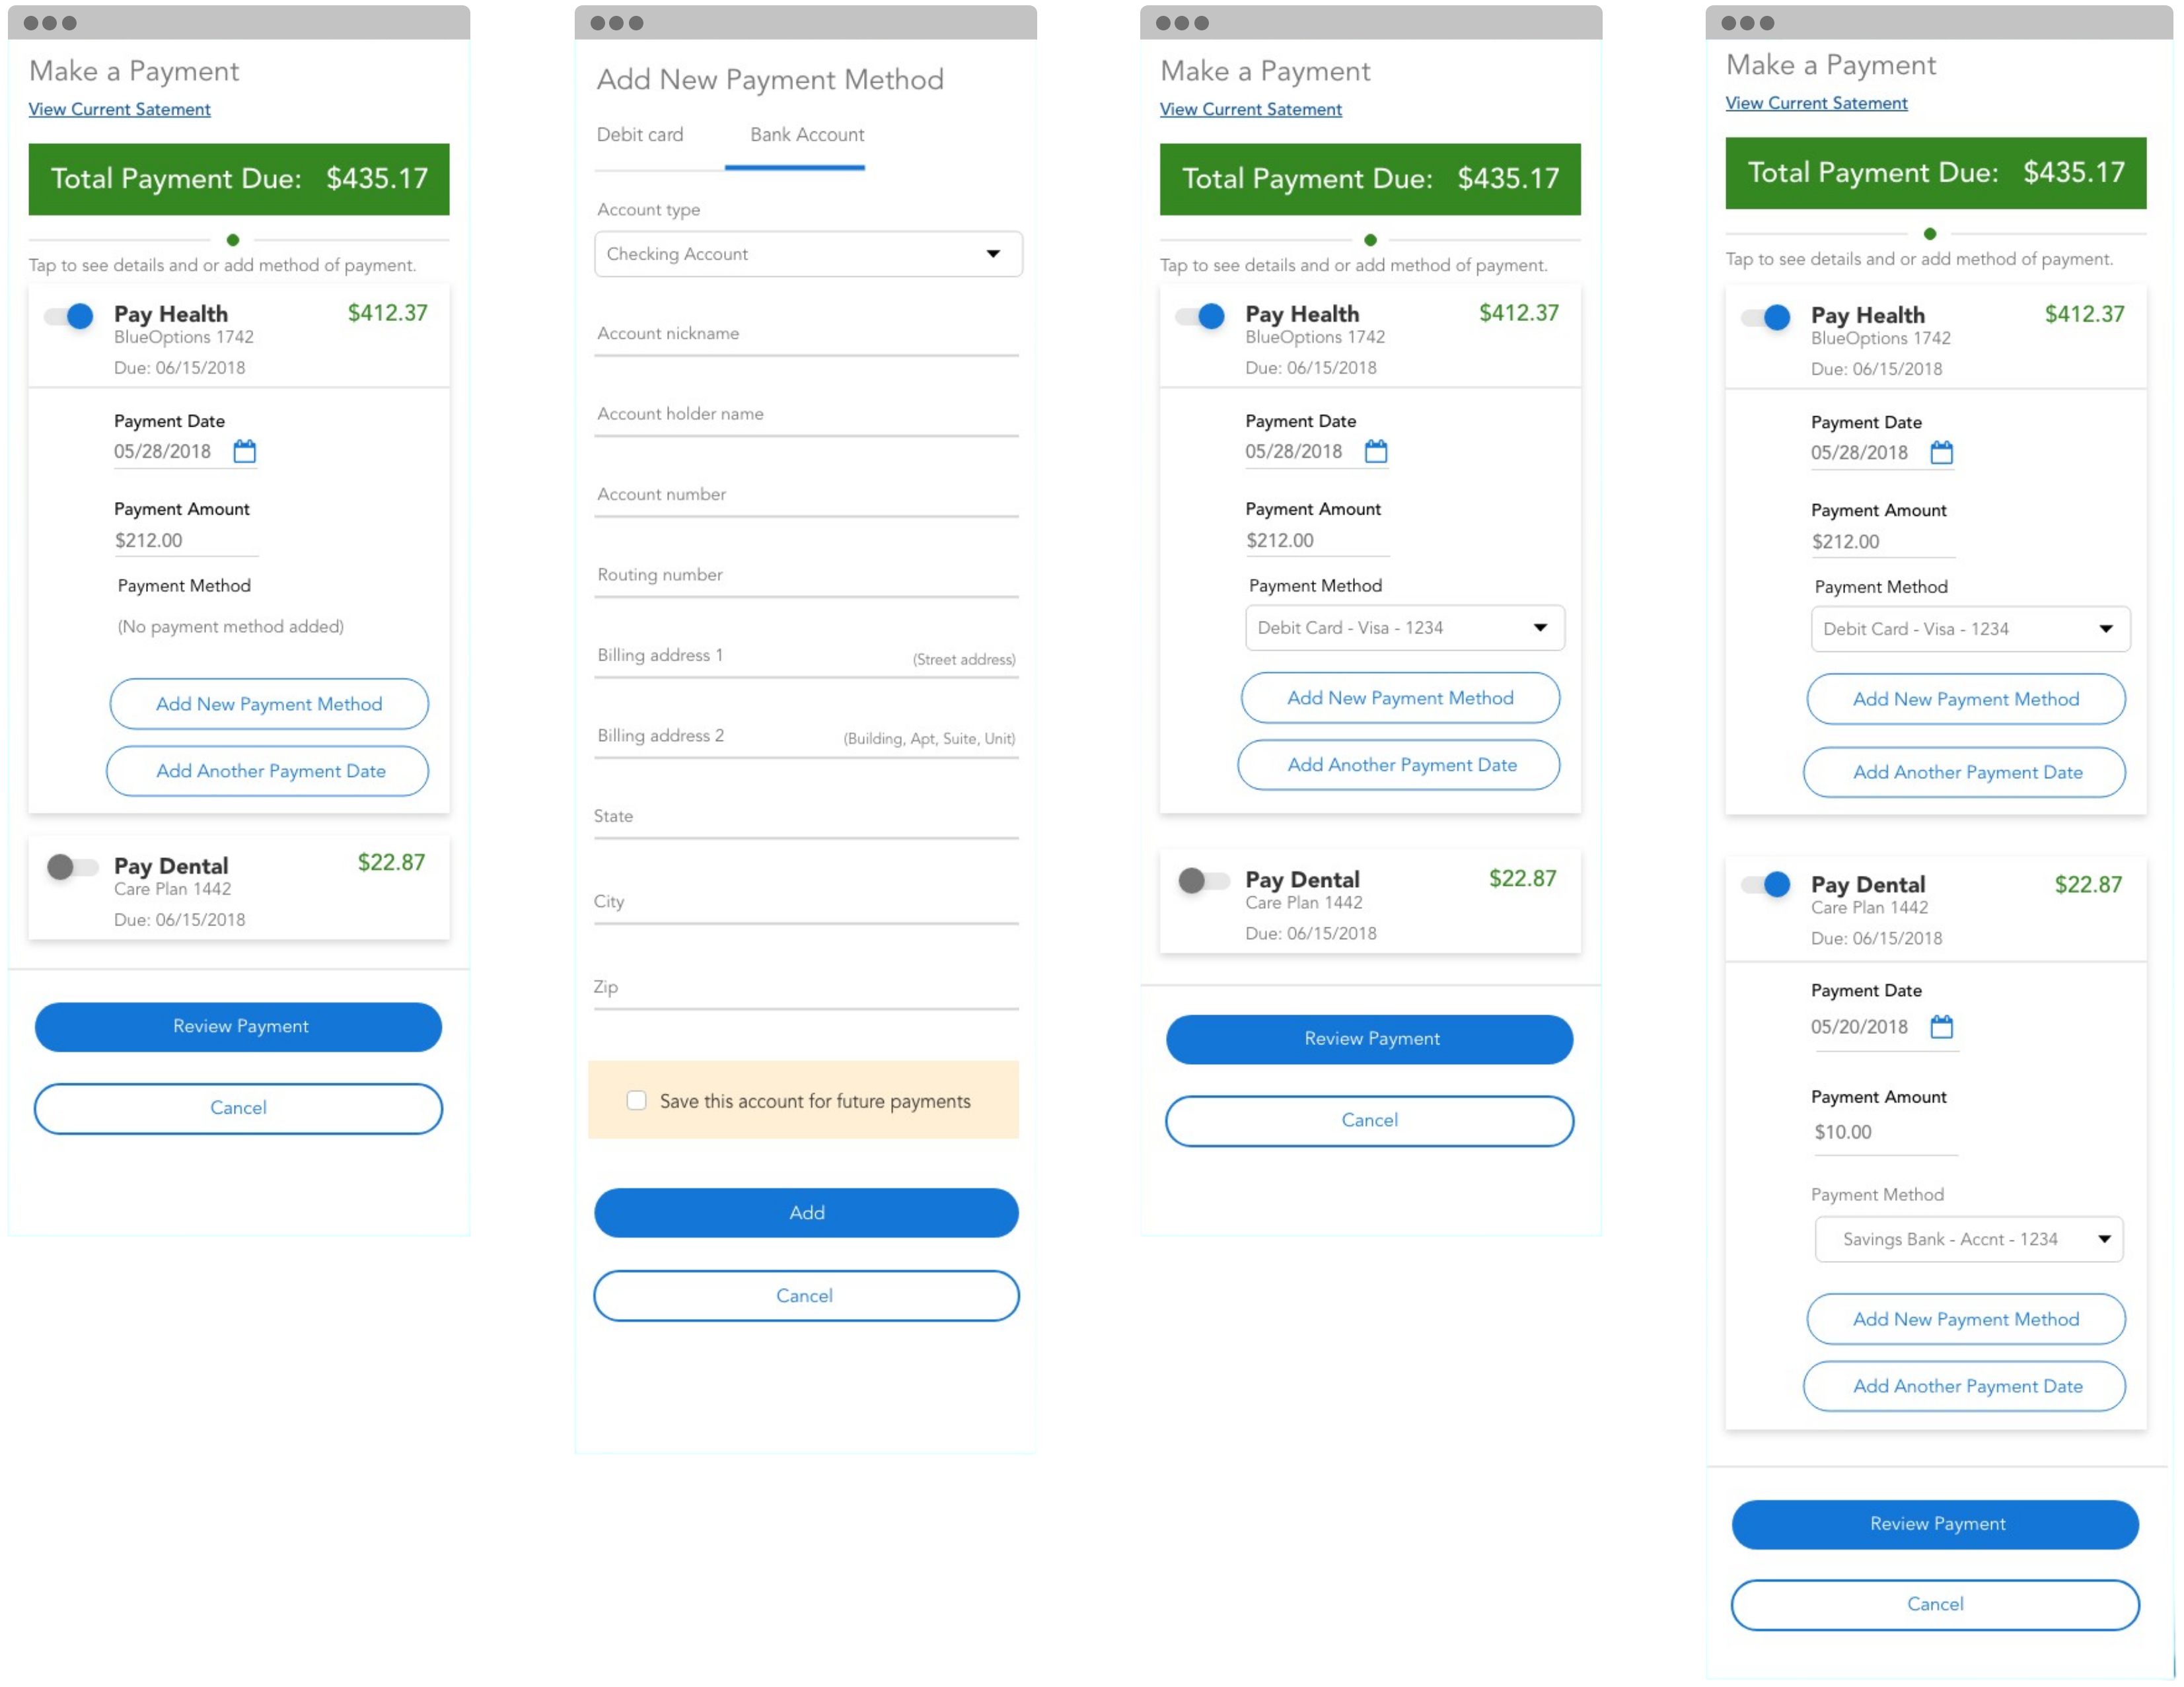 Make a Payment
View Current Satement
Total Payment Due: $435.17
Tap to see details and or add method of payment.
Pay Health $412.37
BlueOptions 1742
Due: 06/15/2018
Payment Date
05/28/2018
Payment Amount
$212.00
Payment Method
(No payment method added)
Add New Payment Method
Add Another Payment Date
Pay Dental $22.87
Care Plan 1442
Due: 06/15/2018
Review Payment
Cancel
Add New Payment Method
Debit card Bank Account
Account type
Checking Account
Account nickname
Account holder name
Account number
Routing number
Billing address 1 (Street address)
Billing address 2 (Building, Apt, Suite, Unit)
State
City
Zip
Save this account for future payments
Add
Cancel
Make a Payment
View Current Satement
Total Payment Due: $435.17
Tap to see details and or add method of payment.
Pay Health $412.37
BlueOptions 1742
Due: 06/15/2018
Payment Date
05/28/2018
Payment Amount
$212.00
Payment Method
Debit Card - Visa - 1234
Add New Payment Method
Add Another Payment Date
Pay Dental $22.87
Care Plan 1442
Due: 06/15/2018
Review Payment
Cancel
Make a Payment
View Current Satement
Total Payment Due: $435.17
Tap to see details and or add method of payment.
Pay Health $412.37
BlueOptions 1742
Due: 06/15/2018
Payment Date
05/28/2018
Payment Amount
$212.00
Payment Method
Debit Card - Visa - 1234
Add New Payment Method
Add Another Payment Date
Pay Dental $22.87
Care Plan 1442
Due: 06/15/2018
Payment Date
05/20/2018
Payment Amount
$10.00
Payment Method
Savings Bank - Accnt - 1234
Add New Payment Method
Add Another Payment Date
Review Payment
Cancel